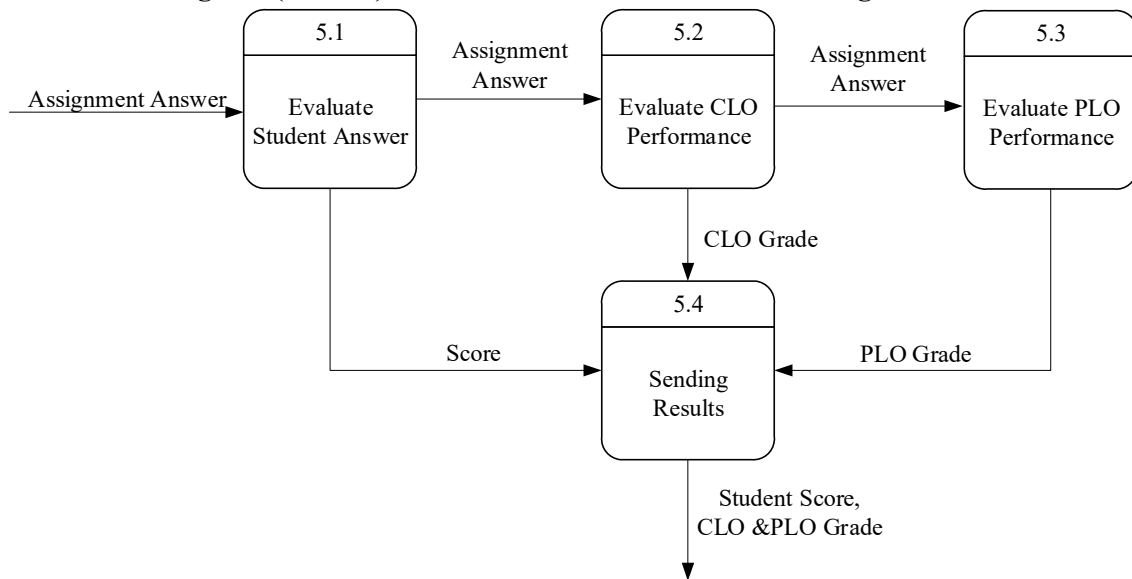 5.1
5.2
5.3
Assignment
Answer
Assignment
Answer
Assignment Answer
Evaluate
Student Answer
Evaluate CLO
Performance
Evaluate PLO
Performance
CLO Grade
5.4
Score
PLO Grade
Sending
Results
Student Score,
CLO &PLO Grade